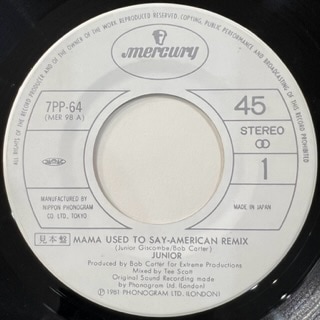 ALL RIGHTS OF THE RECORD PRODUCER AND OF THE OWNER OF THE WORK REPRODUCED RESERVED. COPYING, PUBLIC PERFORMANCE AND BROADCASTING OF THIS RECORD PROHIBITED
mercury
7PP-64
(MER 98 A)
45
STEREO
1
MANUFACTURED BY
NIPPON PHONOGRAM
CO. LTD., TOKYO
MADE IN JAPAN
見本盤 MAMA USED TO SAY-AMERICAN REMIX
(Junior Giscombe/Bob Carter)
JUNIOR
Produced by Bob Carter for Extreme Productions
Mixed by Tee Scott
Original Sound Recording made
by Phonogram Ltd. (London)
Ⓟ1981 PHONOGRAM LTD. (LONDON)